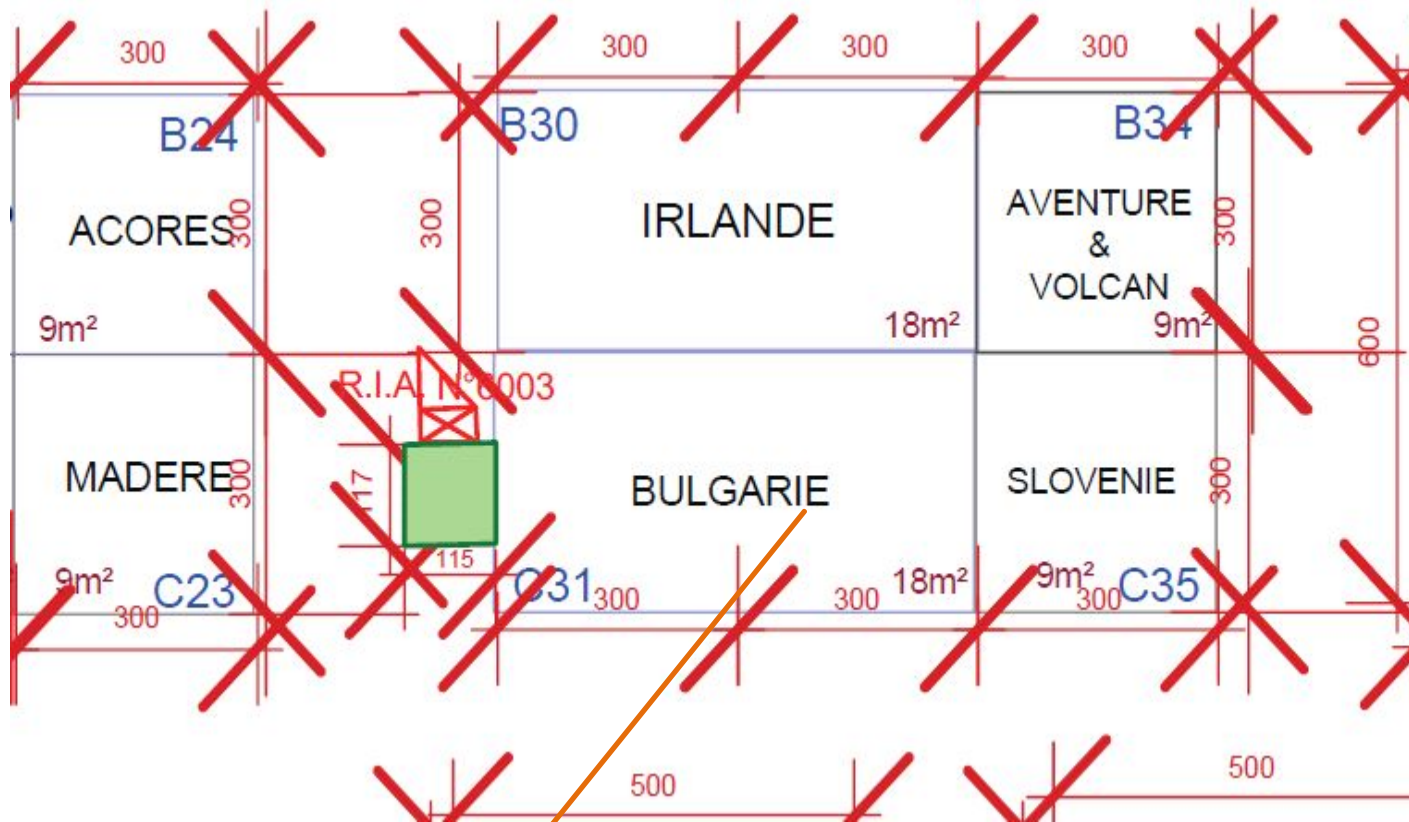 300
300
300
300
B24
B30
B34
ACORES
300
300
IRLANDE
AVENTURE
&
VOLCAN
300
9m²
18m²
9m²
600
R.I.A. N°6003
MADERE
300
117
BULGARIE
SLOVENIE
300
115
9m²
C23
C31
18m²
9m²
C35
300
300
300
300
500
500